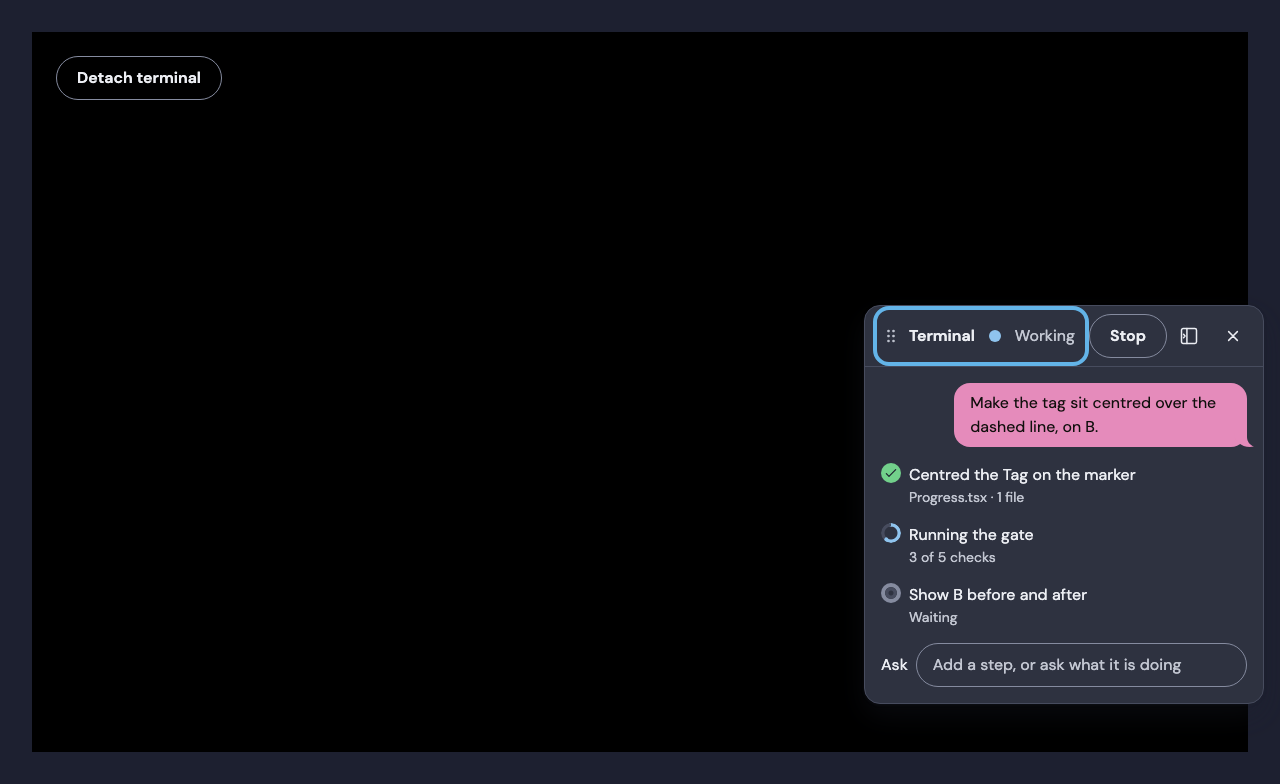 Detach terminal
Terminal Working Stop
Make the tag sit centred over the
dashed line, on B.
Centred the Tag on the marker
Progress.tsx · 1 file
Running the gate
3 of 5 checks
Show B before and after
Waiting
Ask Add a step, or ask what it is doing